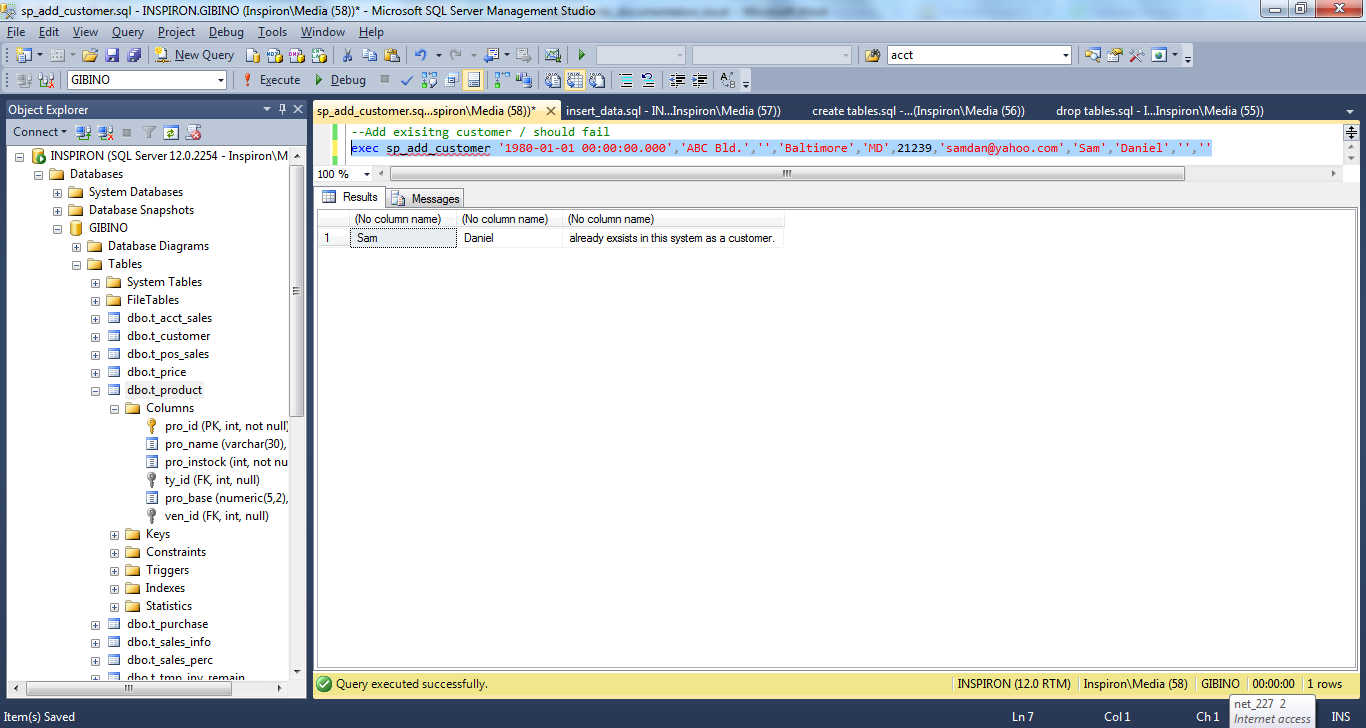 sp_add_customer.sql - INSPIRON.GIBINO (Inspiron\Media (58))* - Microsoft SQL Server Management Studio
File Edit View Query Project Debug Tools Window Help
New Query acct
GIBINO Execute Debug
Object Explorer
Connect
INSPIRON (SQL Server 12.0.2254 - Inspiron\M
Databases
System Databases
Database Snapshots
GIBINO
Database Diagrams
Tables
System Tables
FileTables
dbo.t_acct_sales
dbo.t_customer
dbo.t_pos_sales
dbo.t_price
dbo.t_product
Columns
pro_id (PK, int, not null)
pro_name (varchar(30),
pro_instock (int, not nu
ty_id (FK, int, null)
pro_base (numeric(5,2),
ven_id (FK, int, null)
Keys
Constraints
Triggers
Indexes
Statistics
dbo.t_purchase
dbo.t_sales_info
dbo.t_sales_perc
dbo.t_tmp_inv_remain
sp_add_customer.sq...spiron\Media (58))* insert_data.sql - IN...Inspiron\Media (57)) create tables.sql -...(Inspiron\Media (56)) drop tables.sql - I...Inspiron\Media (55))
--Add exisitng customer / should fail
exec sp_add_customer '1980-01-01 00:00:00.000','ABC Bld.','','Baltimore','MD',21239,'samdan@yahoo.com','Sam','Daniel','',''
100 %
Results Messages
(No column name) (No column name) (No column name)
1 Sam Daniel already exsists in this system as a customer.
Query executed successfully. INSPIRON (12.0 RTM) Inspiron\Media (58) GIBINO 00:00:00 1 rows
Item(s) Saved Ln 7 Col 1 Ch 1 INS
net_227 2
Internet access